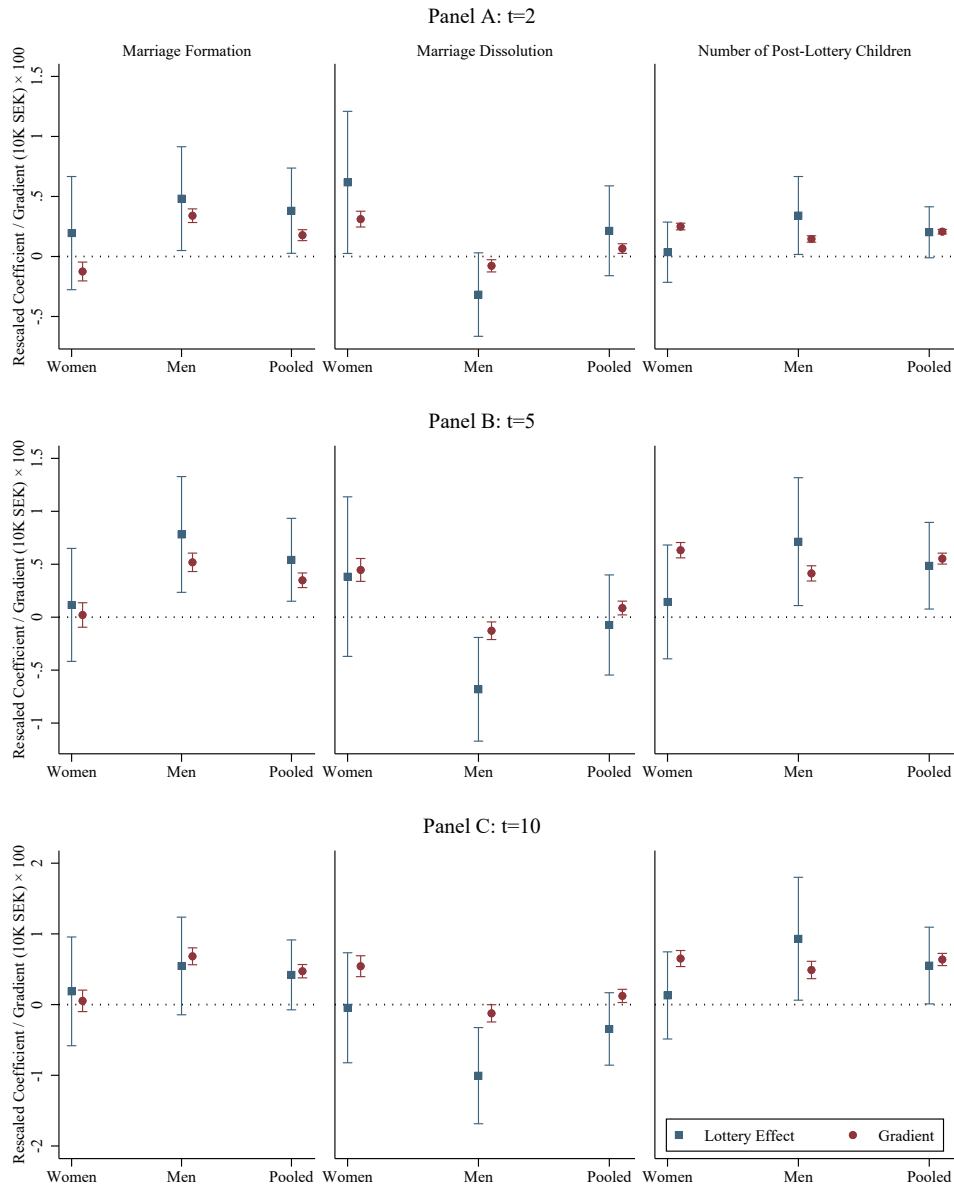 Panel A: t=2
Marriage Formation
Marriage Dissolution
Number of Post-Lottery Children
Rescaled Coefficient / Gradient (10K SEK) × 100
1.5
1
.5
0
-.5
Women Men Pooled
Women Men Pooled
Women Men Pooled
Panel B: t=5
Rescaled Coefficient / Gradient (10K SEK) × 100
1.5
1
.5
0
-.5
-1
Women Men Pooled
Women Men Pooled
Women Men Pooled
Panel C: t=10
Rescaled Coefficient / Gradient (10K SEK) × 100
2
1
0
-1
-2
Women Men Pooled
Women Men Pooled
Women Men Pooled
Lottery Effect Gradient